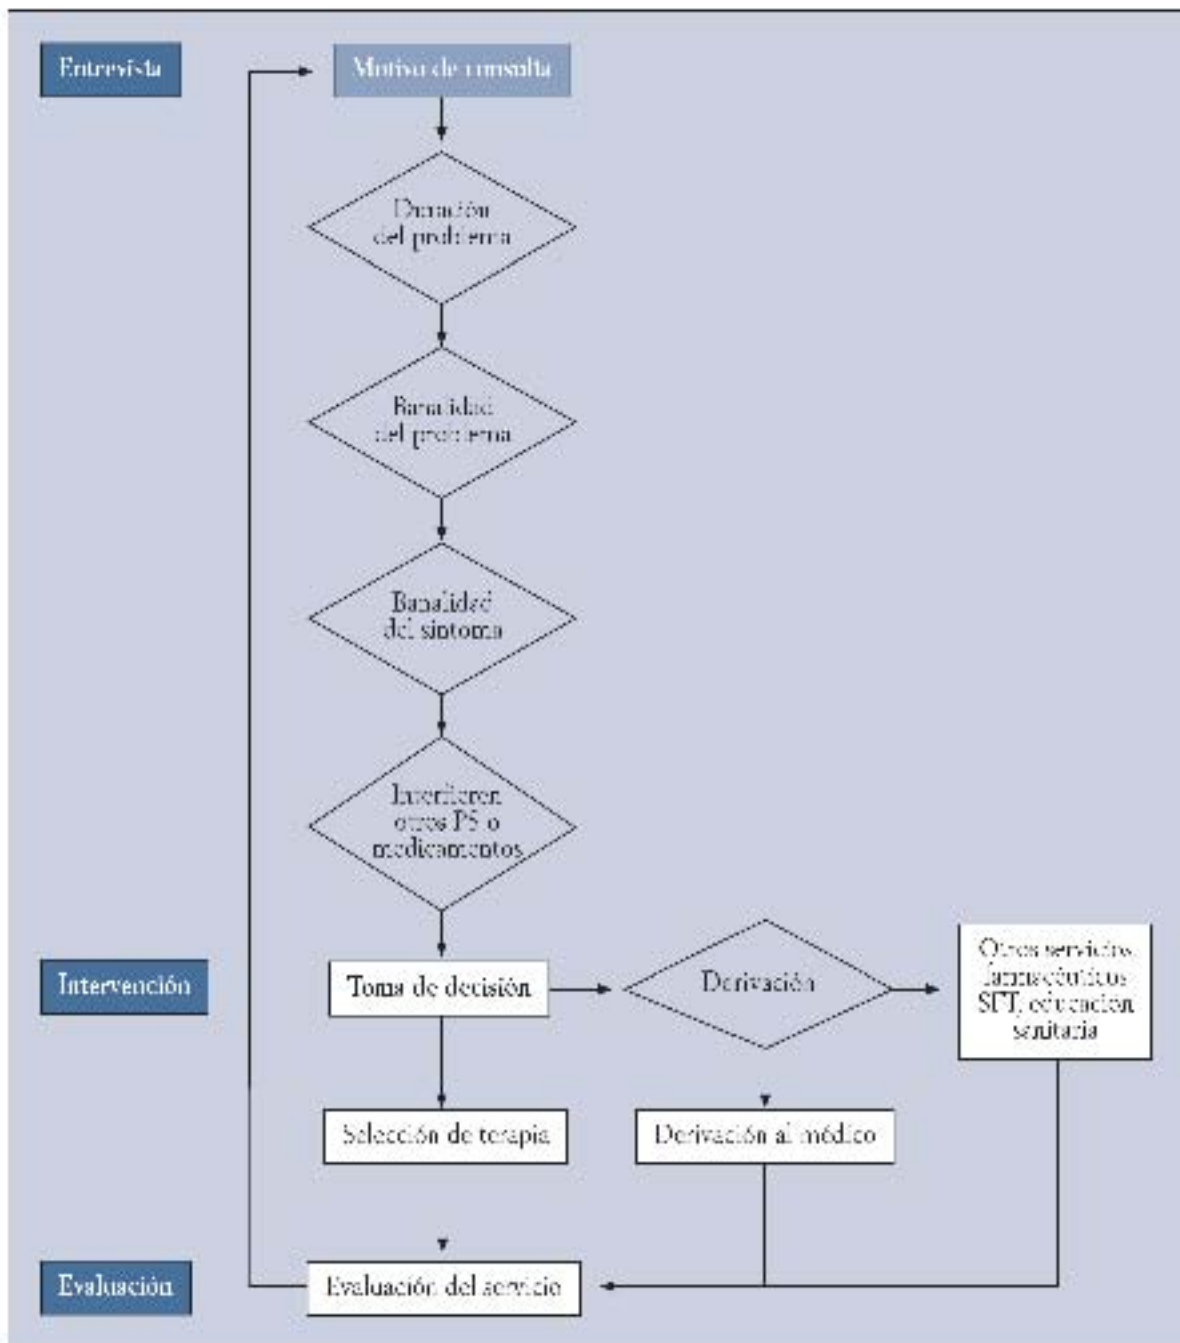 Entrevista
Motivo de consulta
Duración
del problema
Banalidad
del problema
Banalidad
del síntoma
Interfieren
otros PS o
medicamentos
Intervención
Toma de decisión
Derivación
Otros servicios
farmacéuticos
SFT, educación
sanitaria
Selección de terapia
Derivación al médico
Evaluación
Evaluación del servicio